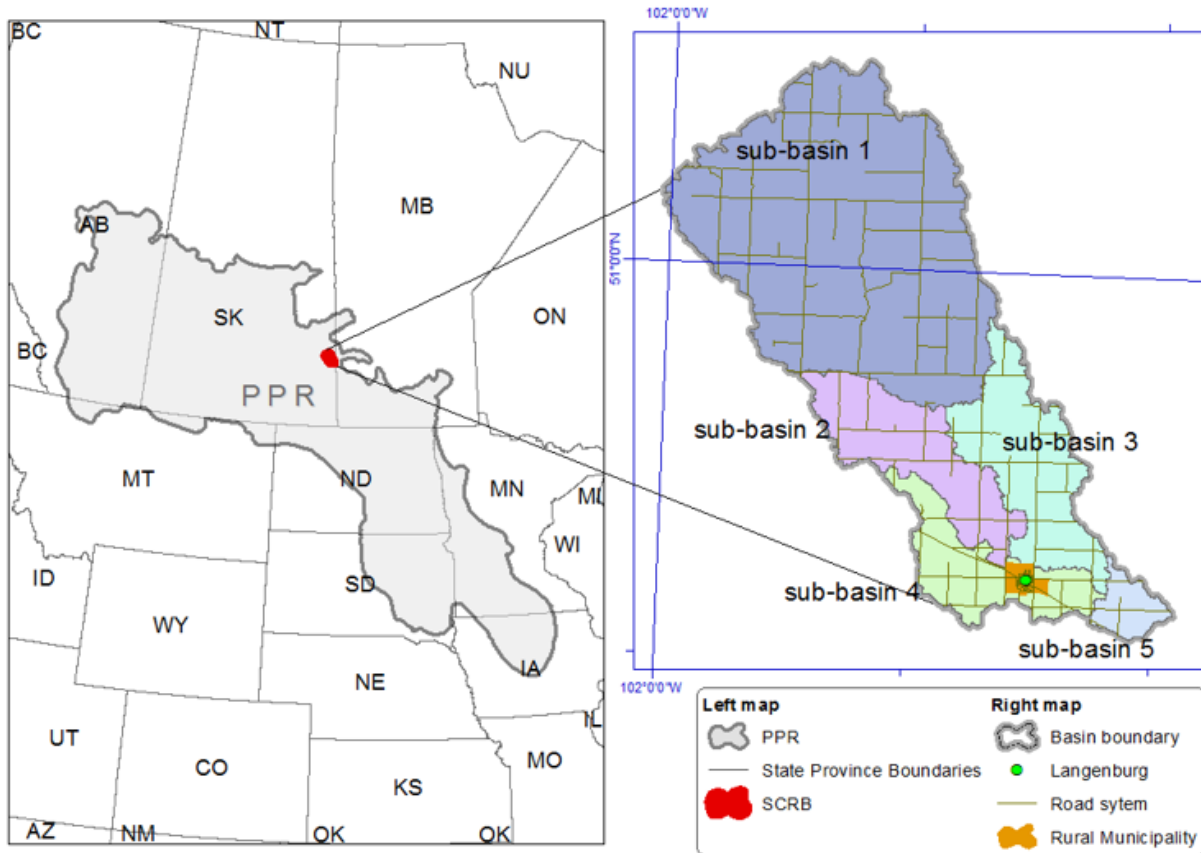 BC
NT
NU
AB
MB
SK
ON
BC
PPR
MT
ND
MN
MI
WI
ID
SD
WY
IA
NE
UT
IL
CO
MO
KS
AZ
NM
OK
OK
102°0'0"W
sub-basin 1
51°0'0"N
sub-basin 2
sub-basin 3
sub-basin 4
sub-basin 5
102°0'0"W
Left map
PPR
State Province Boundaries
SCRB
Right map
Basin boundary
Langenburg
Road sytem
Rural Municipality